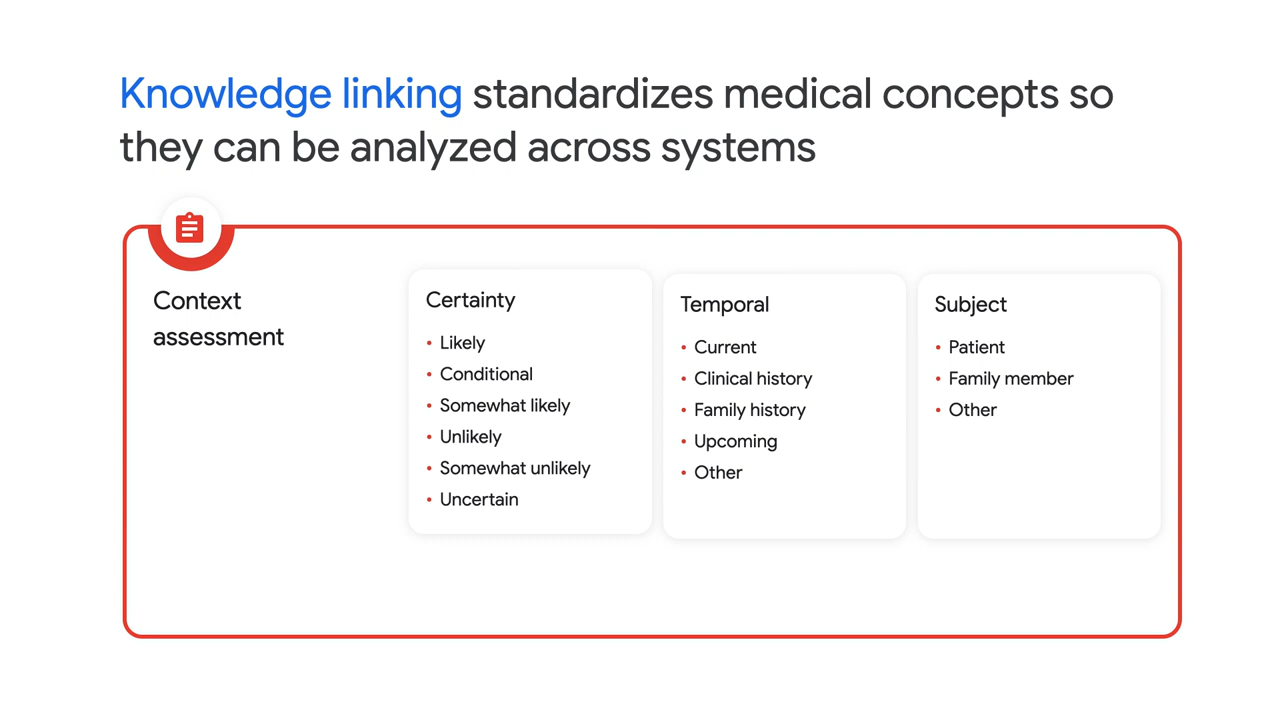 Knowledge linking standardizes medical concepts so
they can be analyzed across systems
Context
assessment
Certainty
Likely
Conditional
Somewhat likely
Unlikely
Somewhat unlikely
Uncertain
Temporal
Current
Clinical history
Family history
Upcoming
Other
Subject
Patient
Family member
Other